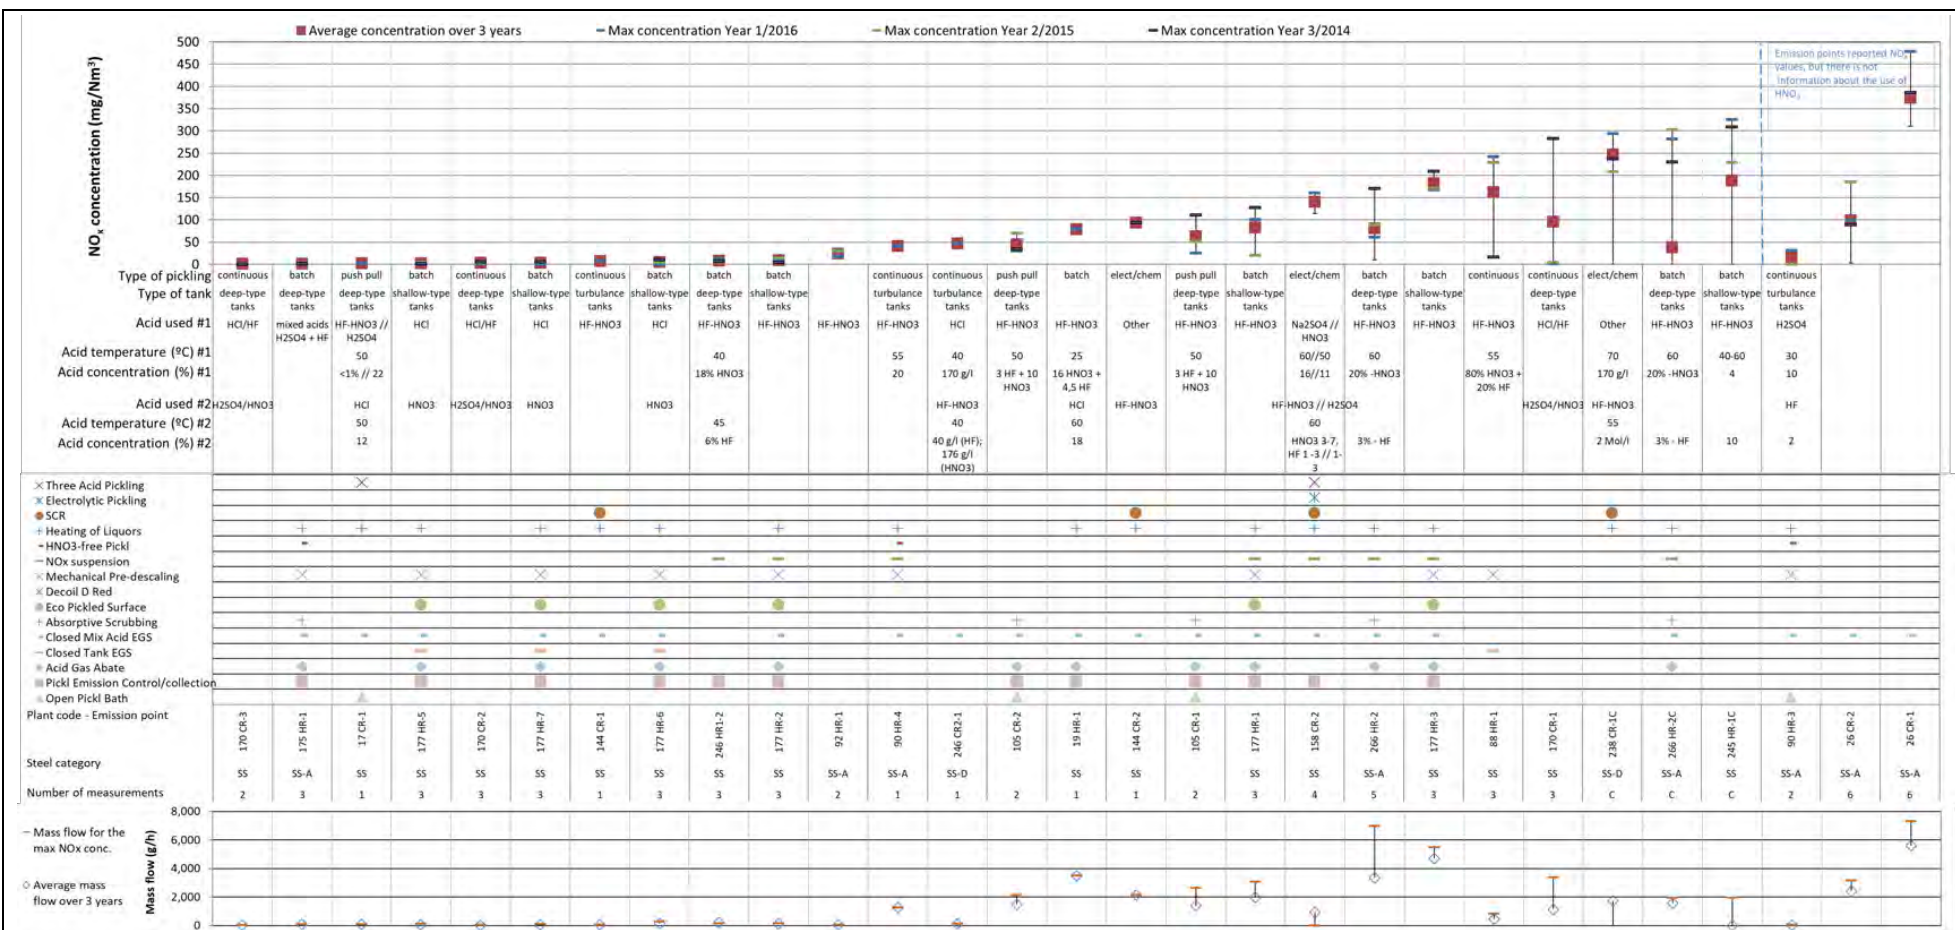 Average concentration over 3 years Max concentration Year 1/2016 Max concentration Year 2/2015 Max concentration Year 3/2014
NOx concentration (mg/Nm³)
500
450
400
350
300
250
200
150
100
50
0
Emission points reported NOx
values, but there is not
information about the use of
HNO3
Type of pickling continuous batch push pull batch continuous batch continuous batch batch batch continuous continuous push pull batch elect/chem push pull batch elect/chem batch batch continuous continuous elect/chem batch batch continuous
Type of tank deep-type deep-type deep-type shallow-type deep-type shallow-type turbulance shallow-type deep-type shallow-type turbulance turbulance deep-type deep-type shallow-type deep-type shallow-type deep-type deep-type shallow-type turbulance
tanks tanks tanks tanks tanks tanks tanks tanks tanks tanks tanks tanks tanks tanks tanks tanks tanks tanks tanks tanks tanks
Acid used #1 HCl/HF mixed acids HF-HNO3 // HCl HCl/HF HCl HF-HNO3 HCl HF-HNO3 HF-HNO3 HF-HNO3 HF-HNO3 HCl HF-HNO3 HF-HNO3 Other HF-HNO3 HF-HNO3 Na2SO4 // HF-HNO3 HF-HNO3 HF-HNO3 HCl/HF Other HF-HNO3 HF-HNO3 H2SO4
H2SO4 + HF H2SO4 HNO3
Acid temperature (ºC) #1 50 40 55 40 50 25 50 60//50 60 55 70 60 40-60 30
Acid concentration (%) #1 <1% // 22 18% HNO3 20 170 g/l 3 HF + 10 16 HNO3 + 3 HF + 10 16//11 20% -HNO3 80% HNO3 + 170 g/l 20% -HNO3 4 10
HNO3 4,5 HF HNO3 20% HF
Acid used #2 H2SO4/HNO3 HCl HNO3 H2SO4/HNO3 HNO3 HNO3 HF-HNO3 HCl HF-HNO3 HF-HNO3 // H2SO4 H2SO4/HNO3 HF-HNO3 HF
Acid temperature (ºC) #2 50 45 40 60 60 55
Acid concentration (%) #2 12 6% HF 40 g/l (HF); 18 HNO3 3-7, 3% - HF 2 Mol/l 3% - HF 10 2
176 g/l HF 1 -3 // 1-
(HNO3) 3
Three Acid Pickling
Electrolytic Pickling
SCR
Heating of Liquors
HNO3-free Pickl
NOx suspension
Mechanical Pre-descaling
Decoil D Red
Eco Pickled Surface
Absorptive Scrubbing
Closed Mix Acid EGS
Closed Tank EGS
Acid Gas Abate
Pickl Emission Control/collection
Open Pickl Bath
Plant code - Emission point 170 CR-3 175 HR-1 17 CR-1 177 HR-5 170 CR-2 177 HR-7 144 CR-1 177 HR-6 246 HR1-2 177 HR-2 92 HR-1 90 HR-4 246 CR2-1 105 CR-2 19 HR-1 144 CR-2 105 CR-1 177 HR-1 158 CR-2 266 HR-2 177 HR-3 88 HR-1 170 CR-1 238 CR-1C 266 HR-2C 245 HR-1C 90 HR-3 26 CR-2 26 CR-1
Steel category
SS SS-A SS SS SS SS SS SS SS SS SS-A SS-A SS-D SS SS SS SS SS-A SS SS SS SS-D SS-A SS SS-A SS-A SS-A
Number of measurements 2 3 1 3 3 3 1 3 3 3 2 1 1 2 1 1 2 3 4 5 3 3 3 C C C 2 6 6
Mass flow for the
max NOx conc.
Average mass
flow over 3 years
Mass flow (g/h)
8,000
6,000
4,000
2,000
0